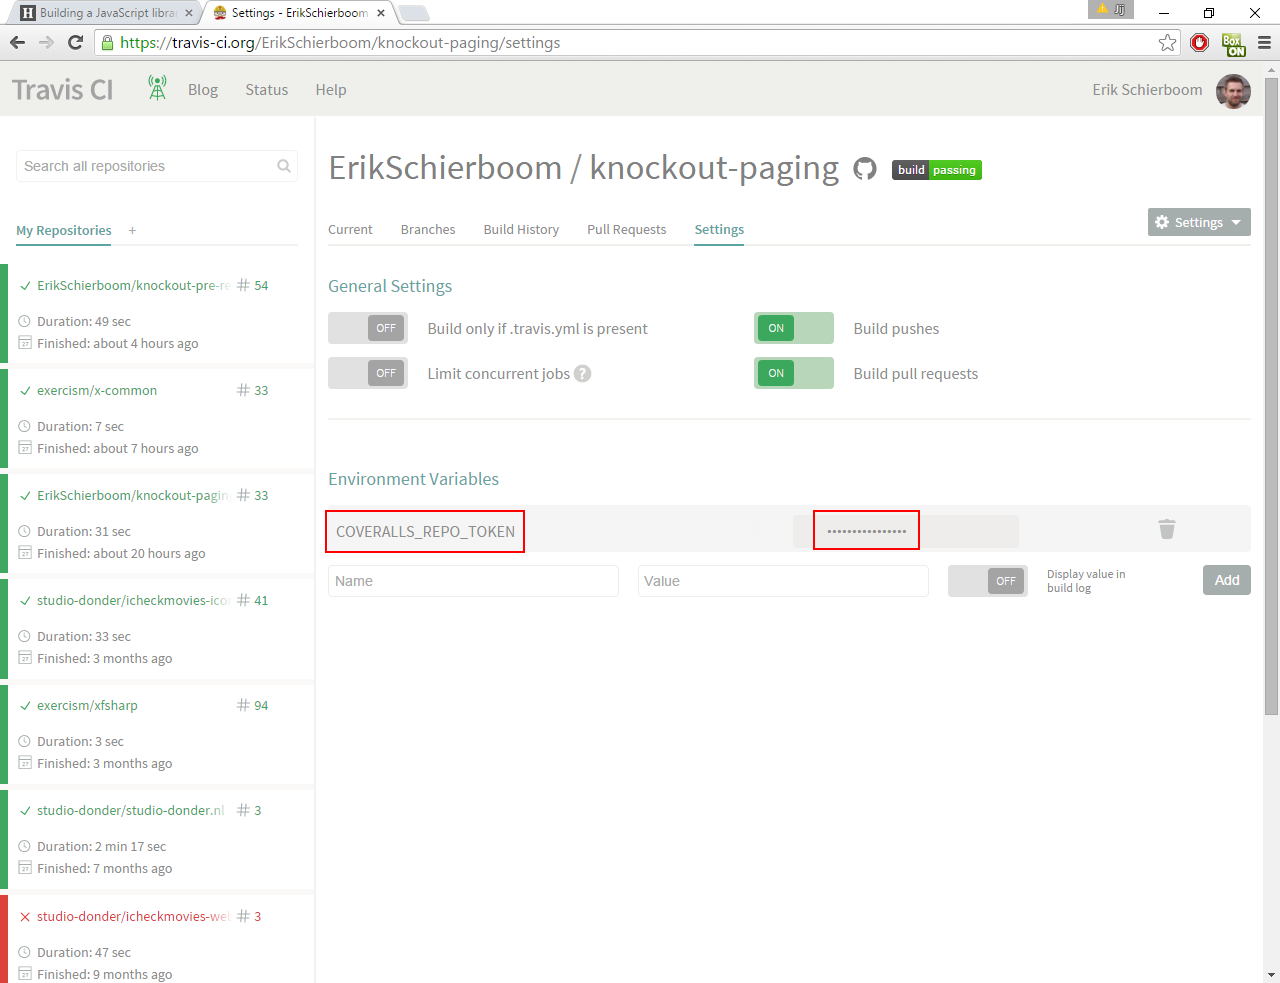 Building a JavaScript libra
Settings - ErikSchierboom
Jij
https://travis-ci.org/ErikSchierboom/knockout-paging/settings
Box
ON
Travis CI
Blog
Status
Help
Erik Schierboom
Search all repositories
My Repositories
+
ErikSchierboom/knockout-pre-re
# 54
Duration: 49 sec
Finished: about 4 hours ago
exercism/x-common
# 33
Duration: 7 sec
Finished: about 7 hours ago
ErikSchierboom/knockout-paging
# 33
Duration: 31 sec
Finished: about 20 hours ago
studio-donder/icheckmovies-ico
# 41
Duration: 33 sec
Finished: 3 months ago
exercism/xfsharp
# 94
Duration: 3 sec
Finished: 3 months ago
studio-donder/studio-donder.nl
# 3
Duration: 2 min 17 sec
Finished: 7 months ago
studio-donder/icheckmovies-web
# 3
Duration: 47 sec
Finished: 9 months ago
ErikSchierboom / knockout-paging
build passing
Current
Branches
Build History
Pull Requests
Settings
Settings
General Settings
OFF
Build only if .travis.yml is present
ON
Build pushes
OFF
Limit concurrent jobs ?
ON
Build pull requests
Environment Variables
COVERALLS_REPO_TOKEN
••••••••••••••••
Name
Value
OFF
Display value in
build log
Add